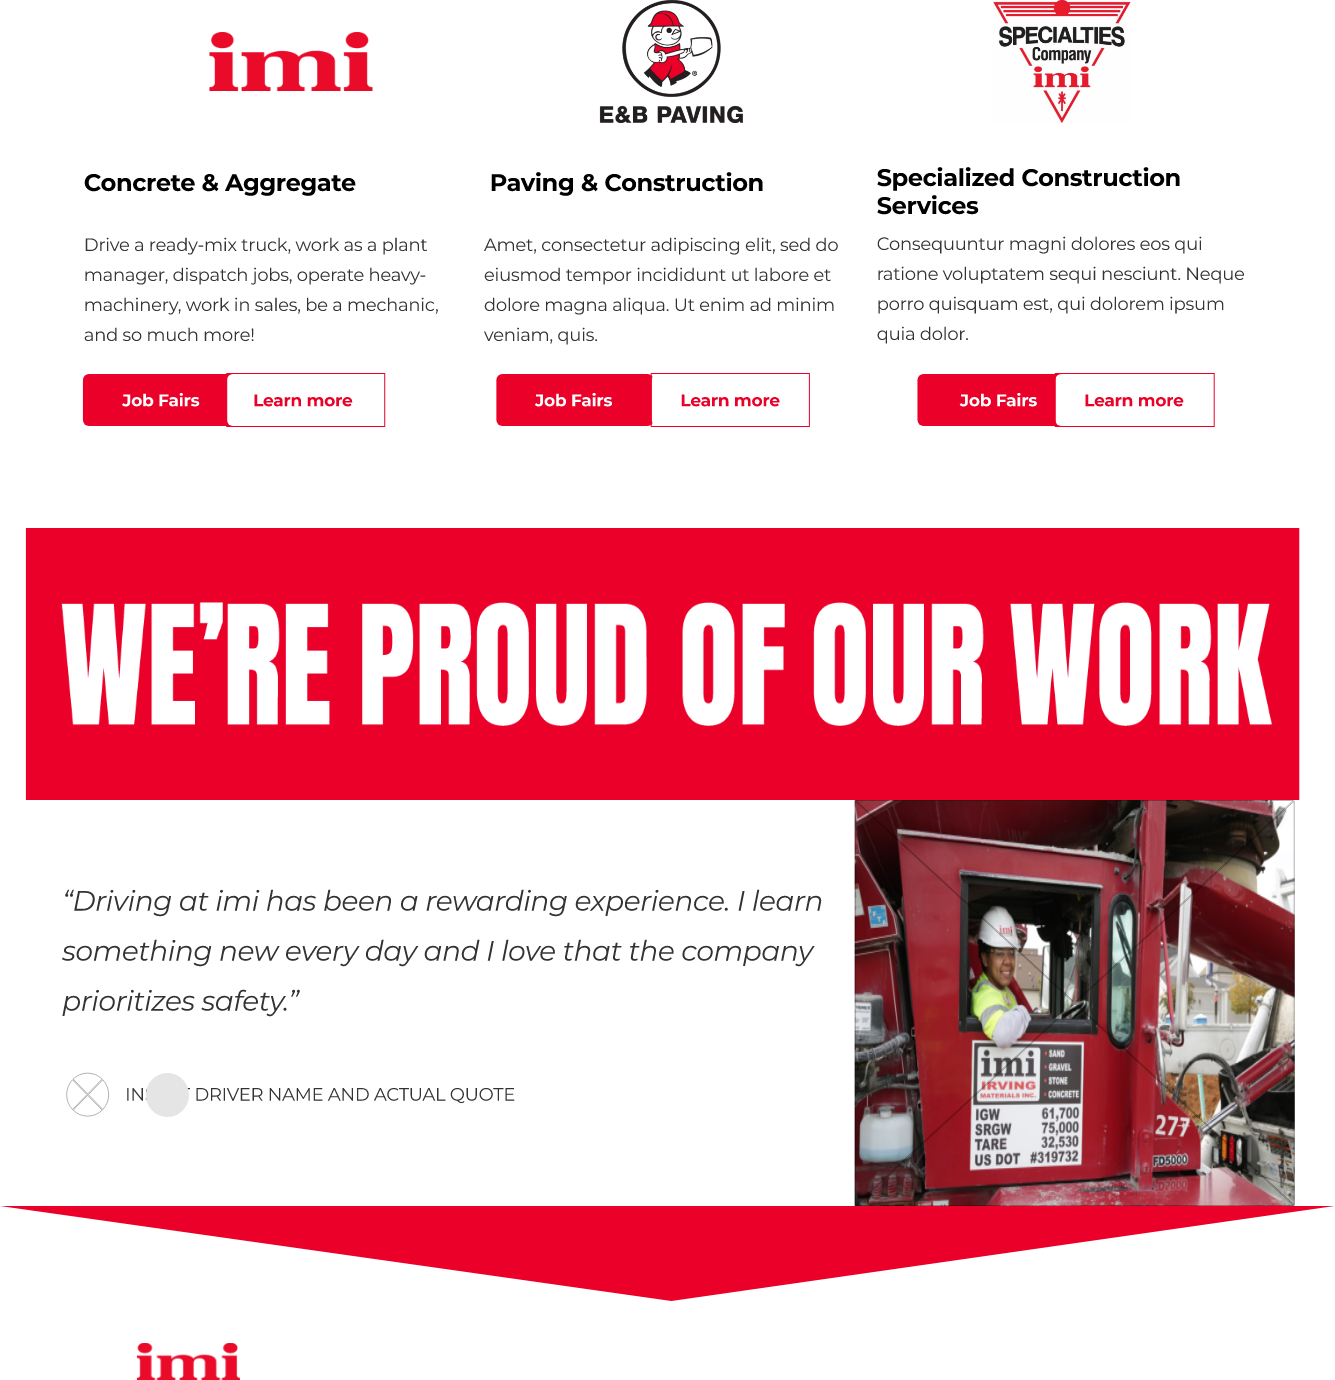 imi
E&B PAVING
SPECIALTIES
Company
imi
Concrete & Aggregate
Drive a ready-mix truck, work as a plant
manager, dispatch jobs, operate heavy-
machinery, work in sales, be a mechanic,
and so much more!
Job Fairs
Learn more
Paving & Construction
Amet, consectetur adipiscing elit, sed do
eiusmod tempor incididunt ut labore et
dolore magna aliqua. Ut enim ad minim
veniam, quis.
Job Fairs
Learn more
Specialized Construction
Services
Consequuntur magni dolores eos qui
ratione voluptatem sequi nesciunt. Neque
porro quisquam est, qui dolorem ipsum
quia dolor.
Job Fairs
Learn more
WE’RE PROUD OF OUR WORK
“Driving at imi has been a rewarding experience. I learn
something new every day and I love that the company
prioritizes safety.”
DRIVER NAME AND ACTUAL QUOTE
imi
imi
IRVING
MATERIALS INC.
SAND
GRAVEL
STONE
CONCRETE
IGW 61,700
SRGW 75,000
TARE 32,530
US DOT #319732
277
FD5000
imi